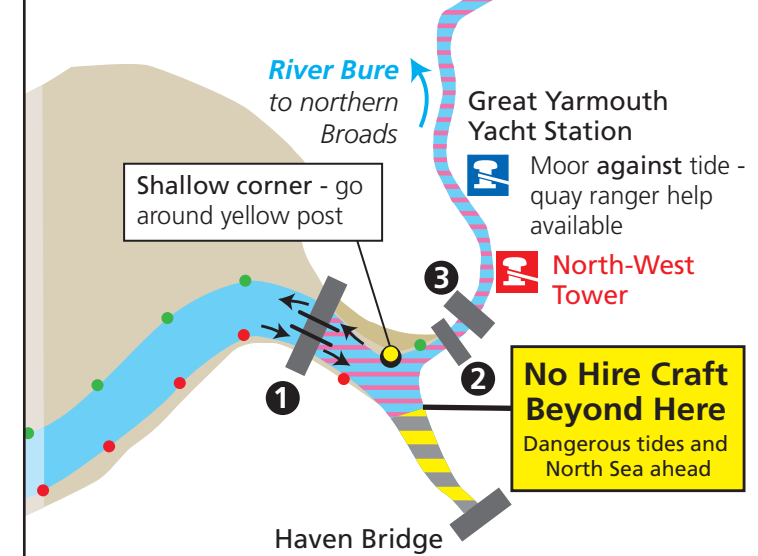 River Bure
to northern
Broads
Great Yarmouth
Yacht Station
Moor against tide -
quay ranger help
available
Shallow corner - go
around yellow post
North-West
Tower
3
2
1
No Hire Craft
Beyond Here
Dangerous tides and
North Sea ahead
Haven Bridge